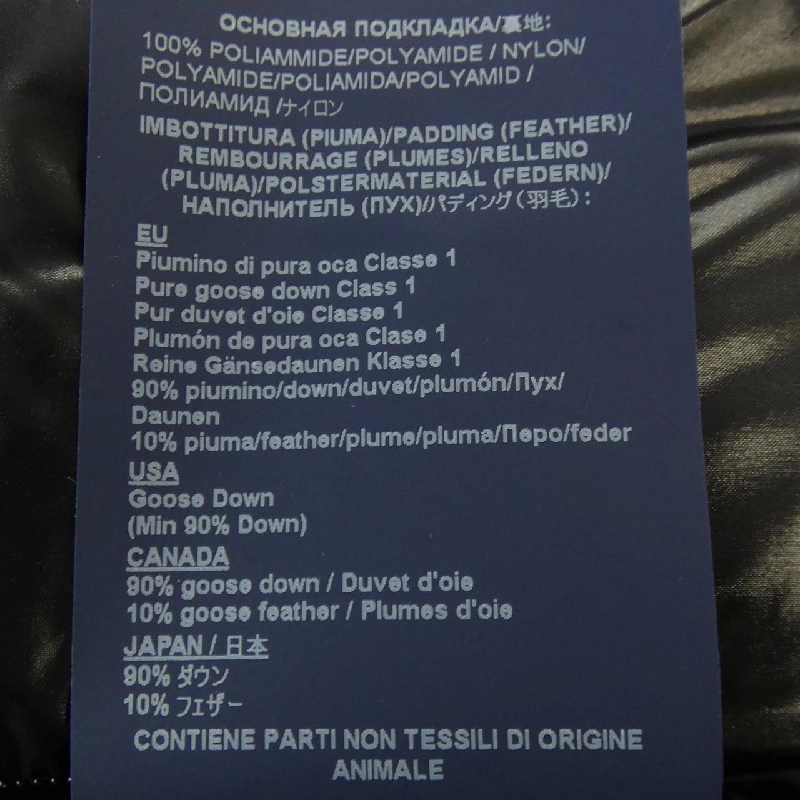 ОСНОВНАЯ ПОДКЛАДКА/裏地:
100% POLIAMMIDE/POLYAMIDE / NYLON/
POLYAMIDE/POLIAMIDA/POLYAMID /
ПОЛИАМИД /ナイロン
IMBOTTITURA (PIUMA)/PADDING (FEATHER)/
REMBOURRAGE (PLUMES)/RELLENO
(PLUMA)/POLSTERMATERIAL (FEDERN)/
НАПОЛНИТЕЛЬ (ПУХ)/パディング(羽毛):
EU
Piumino di pura oca Classe 1
Pure goose down Class 1
Pur duvet d'oie Classe 1
Plumón de pura oca Clase 1
Reine Gänsedaunen Klasse 1
90% piumino/down/duvet/plumón/Пух/
Daunen
10% piuma/feather/plume/pluma/Перо/feder
USA
Goose Down
(Min 90% Down)
CANADA
90% goose down / Duvet d'oie
10% goose feather / Plumes d'oie
JAPAN / 日本
90% ダウン
10% フェザー
CONTIENE PARTI NON TESSILI DI ORIGINE
ANIMALE